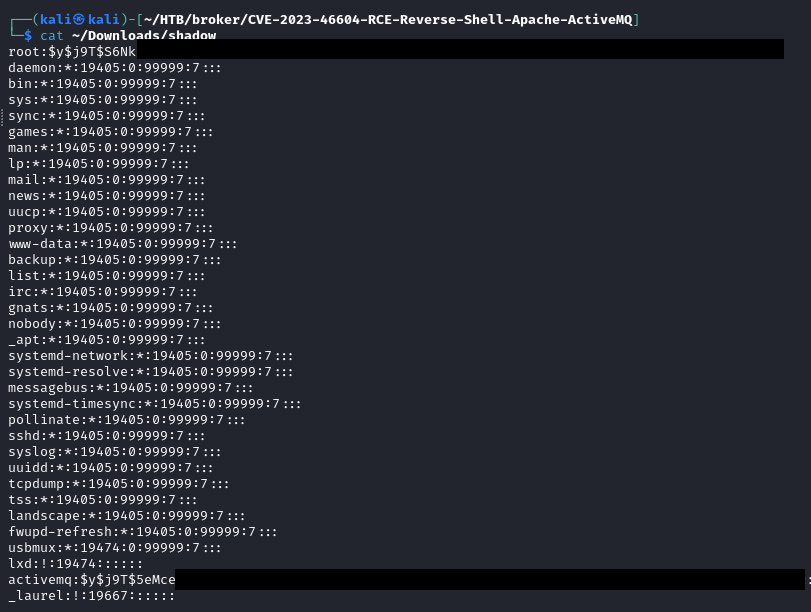 ┌──(kali㉿kali)-[~/HTB/broker/CVE-2023-46604-RCE-Reverse-Shell-Apache-ActiveMQ]
└─$ cat ~/Downloads/shadow
root:$y$j9T$S6Nk
daemon:*:19405:0:99999:7:::
bin:*:19405:0:99999:7:::
sys:*:19405:0:99999:7:::
sync:*:19405:0:99999:7:::
games:*:19405:0:99999:7:::
man:*:19405:0:99999:7:::
lp:*:19405:0:99999:7:::
mail:*:19405:0:99999:7:::
news:*:19405:0:99999:7:::
uucp:*:19405:0:99999:7:::
proxy:*:19405:0:99999:7:::
www-data:*:19405:0:99999:7:::
backup:*:19405:0:99999:7:::
list:*:19405:0:99999:7:::
irc:*:19405:0:99999:7:::
gnats:*:19405:0:99999:7:::
nobody:*:19405:0:99999:7:::
_apt:*:19405:0:99999:7:::
systemd-network:*:19405:0:99999:7:::
systemd-resolve:*:19405:0:99999:7:::
messagebus:*:19405:0:99999:7:::
systemd-timesync:*:19405:0:99999:7:::
pollinate:*:19405:0:99999:7:::
sshd:*:19405:0:99999:7:::
syslog:*:19405:0:99999:7:::
uuidd:*:19405:0:99999:7:::
tcpdump:*:19405:0:99999:7:::
tss:*:19405:0:99999:7:::
landscape:*:19405:0:99999:7:::
fwupd-refresh:*:19405:0:99999:7:::
usbmux:*:19474:0:99999:7:::
lxd:!:19474::::::
activemq:$y$j9T$5eMce :
_laurel:!:19667::::::